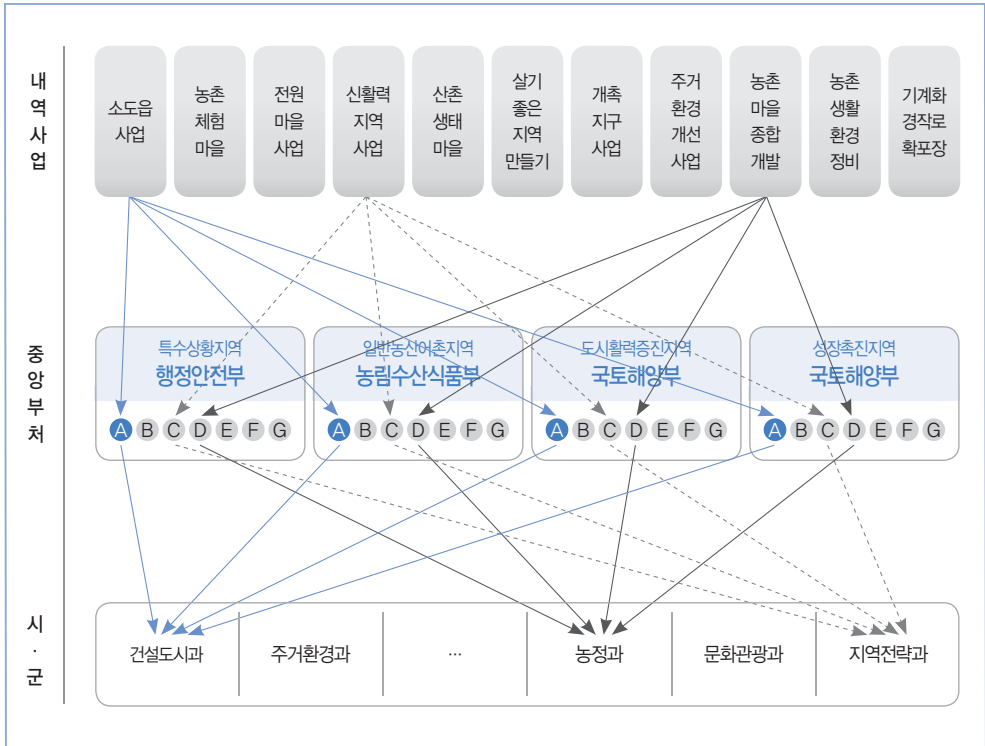 내역사업
소도읍
사업
농촌
체험
마을
전원
마을
사업
신활력
지역
사업
산촌
생태
마을
살기
좋은
지역
만들기
개촉
지구
사업
주거
환경
개선
사업
농촌
마을
종합
개발
농촌
생활
환경
정비
기계화
경작로
확포장
중앙부처
특수상황지역
행정안전부
A B C D E F G
일반농산어촌지역
농림수산식품부
A B C D E F G
도시활력증진지역
국토해양부
A B C D E F G
성장촉진지역
국토해양부
A B C D E F G
시·군
건설도시과
주거환경과
…
농정과
문화관광과
지역전략과